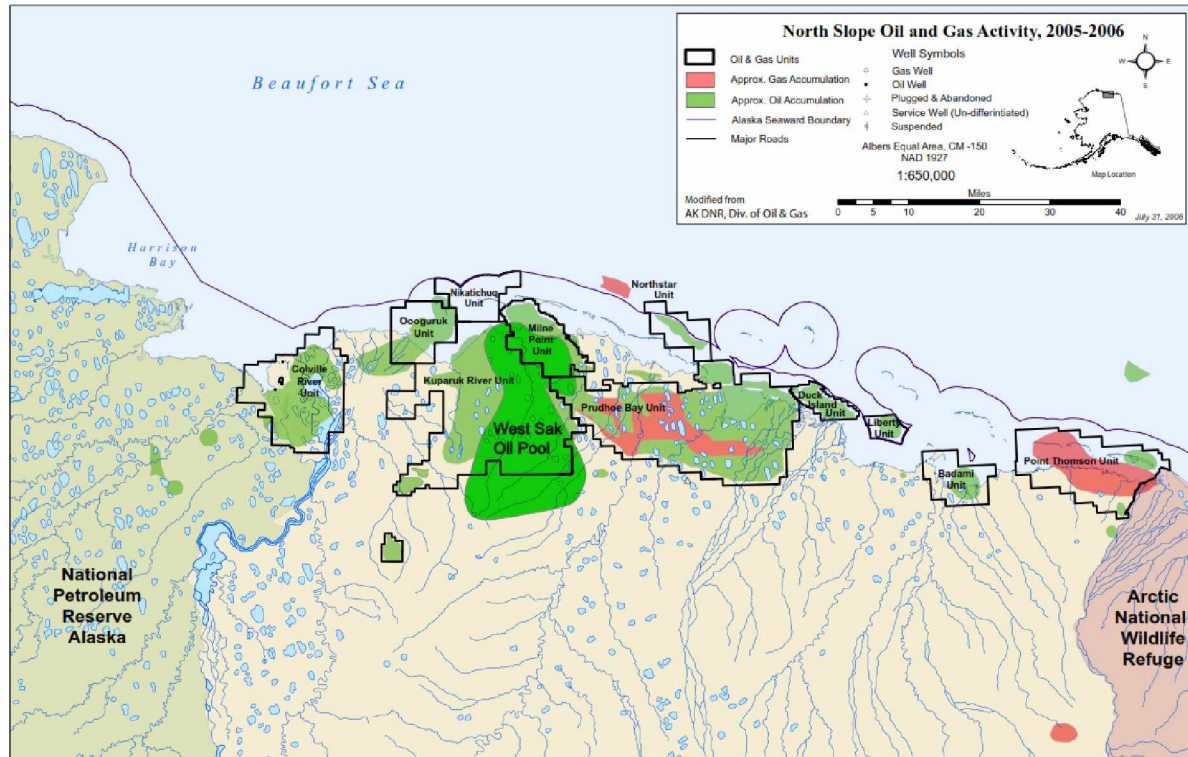 North Slope Oil and Gas Activity, 2005-2006
Oil & Gas Units
Approx. Gas Accumulation
Approx. Oil Accumulation
Alaska Seaward Boundary
Major Roads
Well Symbols
Gas Well
Oil Well
Plugged & Abandoned
Service Well (Un-differintiated)
Suspended
Albers Equal Area, CM -150
NAD 1927
1:650,000
N
W E
S
Map Location
Modified from
AK DNR, Div. of Oil & Gas
Miles
0 5 10 20 30 40
July 31, 2006
Beaufort Sea
Harrison
Bay
Nikatichuq
Unit
Northstar
Unit
Oooguruk
Unit
Milne
Point
Unit
Colville
River
Unit
Kuparuk River Unit
Prudhoe Bay Unit
Duck
Island
Unit
Liberty
Unit
West Sak
Oil Pool
Point Thomson Unit
Badami
Unit
National
Petroleum
Reserve
Alaska
Arctic
National
Wildlife
Refuge